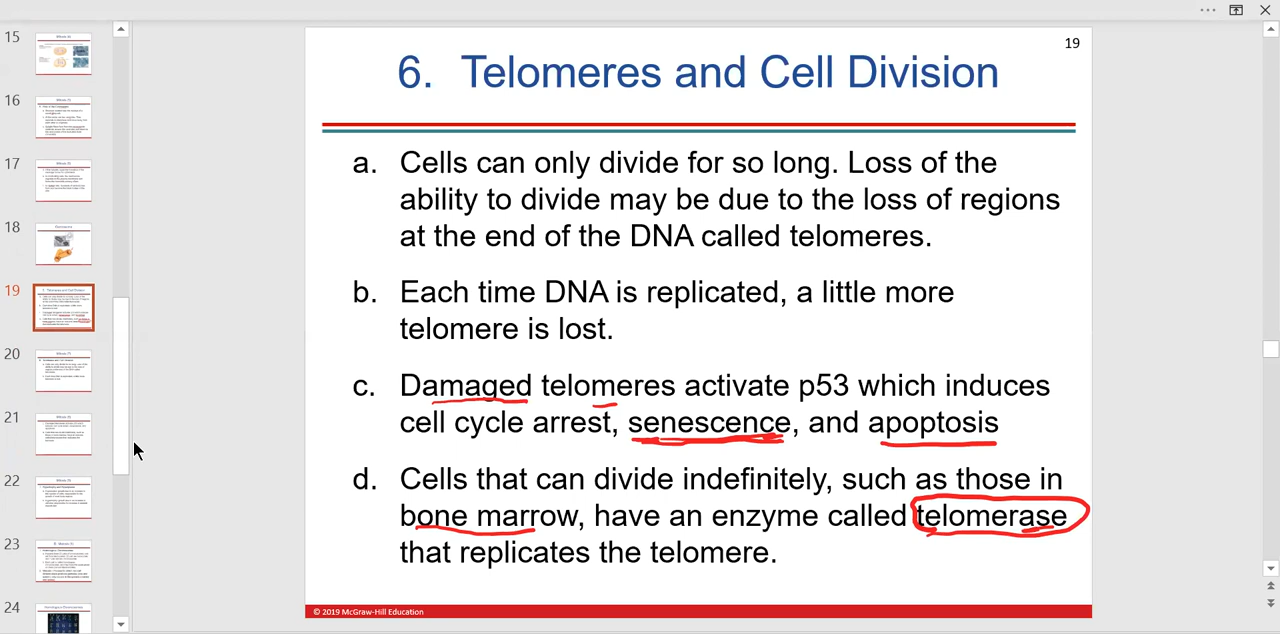 15
16
17
18
19
20
21
22
23
24
19
6. Telomeres and Cell Division
a. Cells can only divide for so long. Loss of the
ability to divide may be due to the loss of regions
at the end of the DNA called telomeres.
b. Each time DNA is replicated, a little more
telomere is lost.
c. Damaged telomeres activate p53 which induces
cell cycle arrest, senescence, and apoptosis
d. Cells that can divide indefinitely, such as those in
bone marrow, have an enzyme called telomerase
that replicates the telomere.
© 2019 McGraw-Hill Education